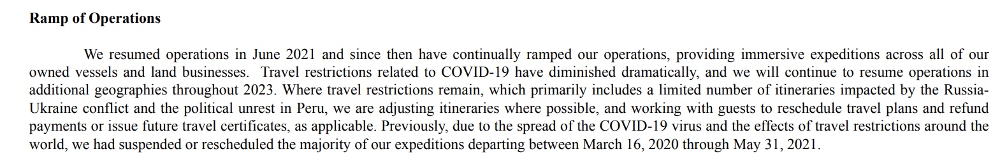 Ramp of Operations
We resumed operations in June 2021 and since then have continually ramped our operations, providing immersive expeditions across all of our
owned vessels and land businesses.  Travel restrictions related to COVID-19 have diminished dramatically, and we will continue to resume operations in
additional geographies throughout 2023. Where travel restrictions remain, which primarily includes a limited number of itineraries impacted by the Russia-
Ukraine conflict and the political unrest in Peru, we are adjusting itineraries where possible, and working with guests to reschedule travel plans and refund
payments or issue future travel certificates, as applicable. Previously, due to the spread of the COVID-19 virus and the effects of travel restrictions around the
world, we had suspended or rescheduled the majority of our expeditions departing between March 16, 2020 through May 31, 2021.